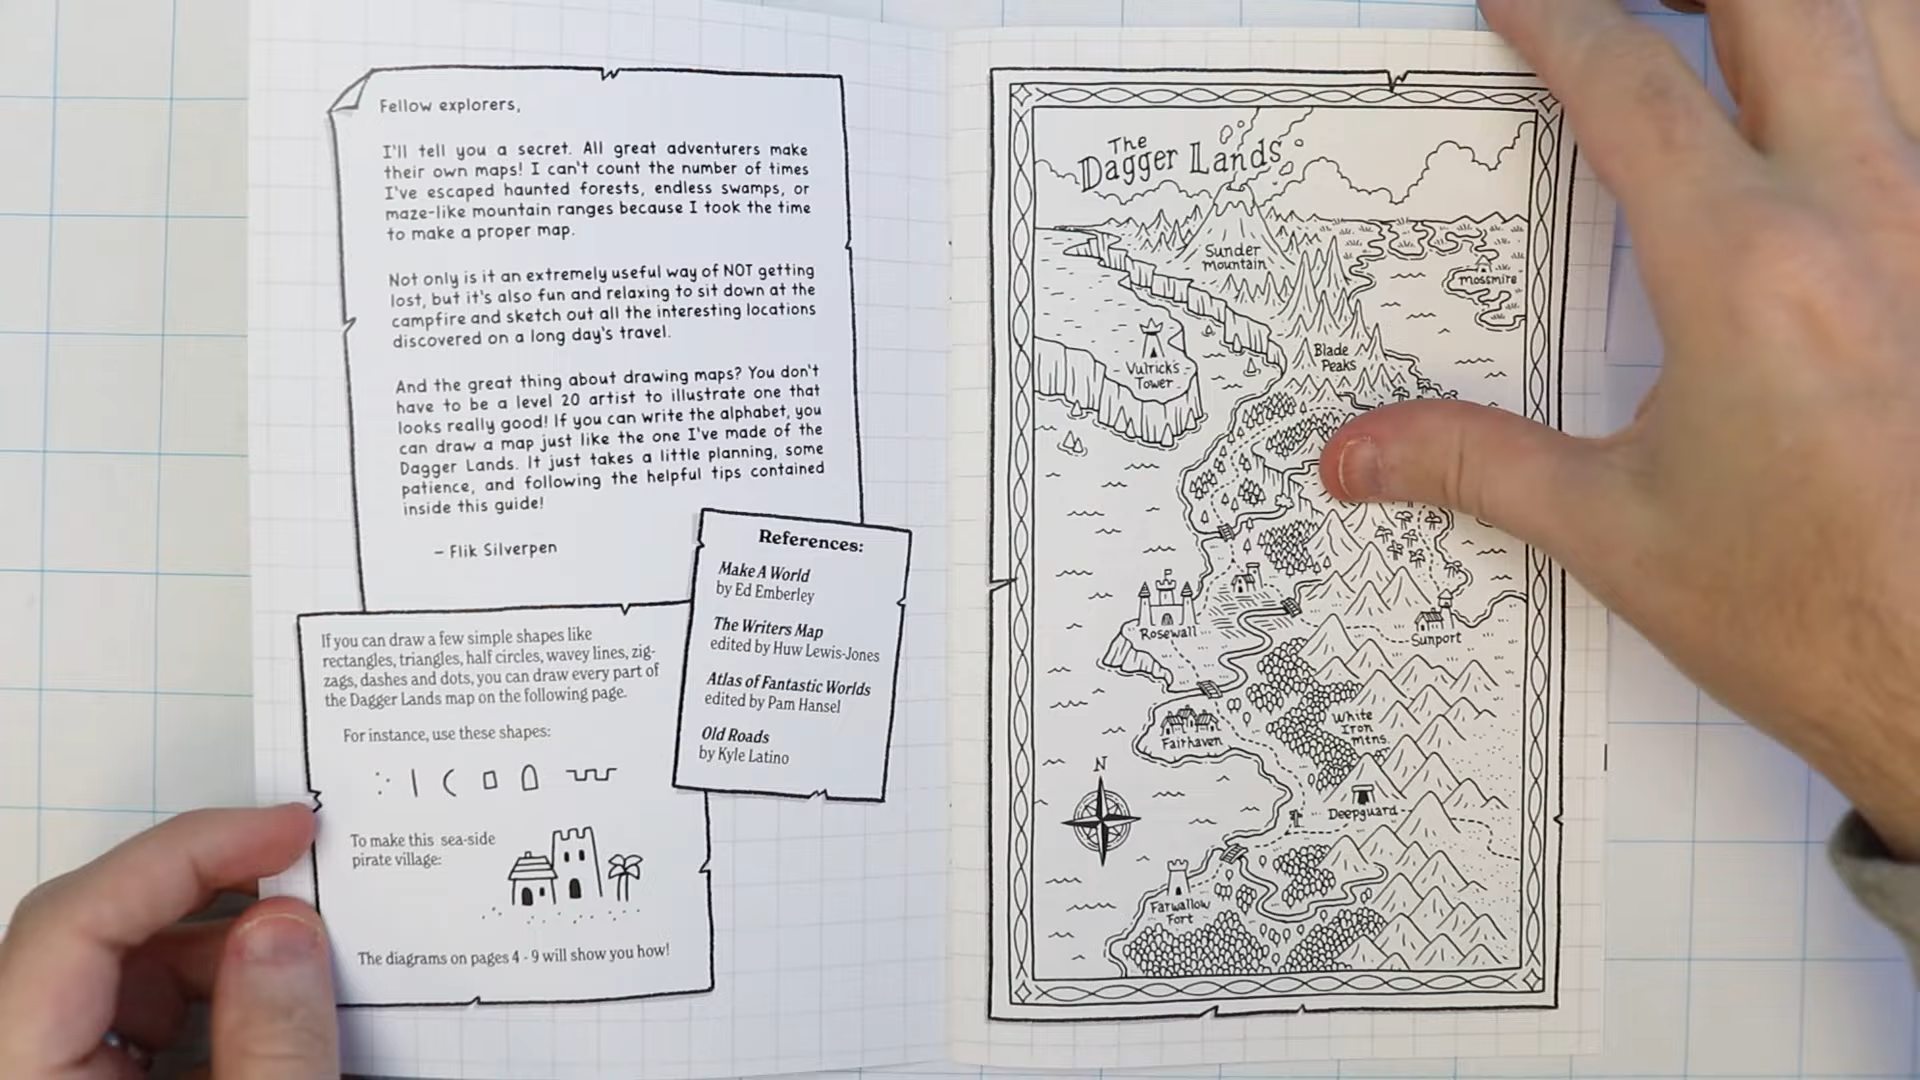 Fellow explorers,
I'll tell you a secret. All great adventurers make
their own maps! I can't count the number of times
I've escaped haunted forests, endless swamps, or
maze-like mountain ranges because I took the time
to make a proper map.
Not only is it an extremely useful way of NOT getting
lost, but it's also fun and relaxing to sit down at the
campfire and sketch out all the interesting locations
discovered on a long day's travel.
And the great thing about drawing maps? You don't
have to be a level 20 artist to illustrate one that
looks really good! If you can write the alphabet, you
can draw a map just like the one I've made of the
Dagger Lands. It just takes a little planning, some
patience, and following the helpful tips contained
inside this guide!
– Flik Silverpen
References:
Make A World
by Ed Emberley
The Writers Map
edited by Huw Lewis-Jones
Atlas of Fantastic Worlds
edited by Pam Hansel
Old Roads
by Kyle Latino
If you can draw a few simple shapes like
rectangles, triangles, half circles, wavey lines, zig-
zags, dashes and dots, you can draw every part of
the Dagger Lands map on the following page.
For instance, use these shapes:
To make this sea-side
pirate village:
The diagrams on pages 4 - 9 will show you how!
The
Dagger Lands
Sunder
Mountain
Mossmire
Blade
Peaks
Vulrick's
Tower
Rosewall
Sunport
White
Iron
Mtns.
Fairhaven
N
Deepguard
Farwallow
Fort